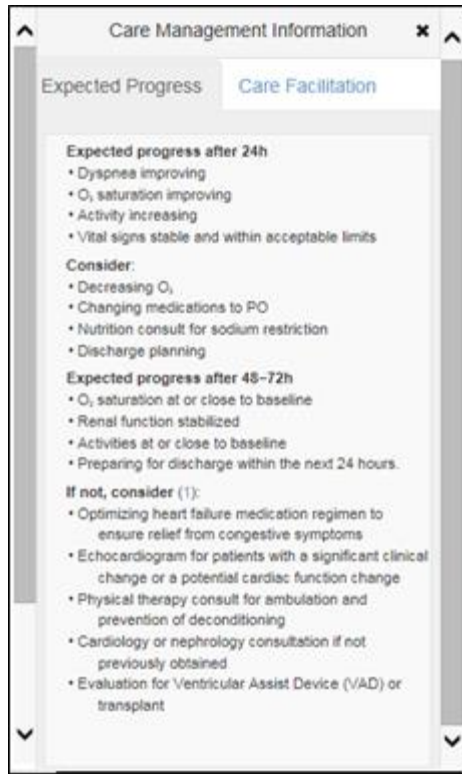 Care Management Information ×
Expected Progress Care Facilitation
Expected progress after 24h
• Dyspnea improving
• O₂ saturation improving
• Activity increasing
• Vital signs stable and within acceptable limits
Consider:
• Decreasing O₂
• Changing medications to PO
• Nutrition consult for sodium restriction
• Discharge planning
Expected progress after 48–72h
• O₂ saturation at or close to baseline
• Renal function stabilized
• Activities at or close to baseline
• Preparing for discharge within the next 24 hours.
If not, consider (1):
• Optimizing heart failure medication regimen to
ensure relief from congestive symptoms
• Echocardiogram for patients with a significant clinical
change or a potential cardiac function change
• Physical therapy consult for ambulation and
prevention of deconditioning
• Cardiology or nephrology consultation if not
previously obtained
• Evaluation for Ventricular Assist Device (VAD) or
transplant